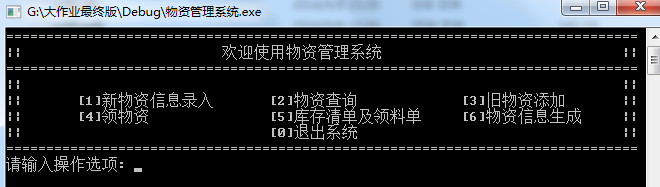 G:\大作业最终版\Debug\物资管理系统.exe
欢迎使用物资管理系统
[1]新物资信息录入 [2]物资查询 [3]旧物资添加
[4]领物资 [5]库存清单及领料单 [6]物资信息生成
[0]退出系统
请输入操作选项: